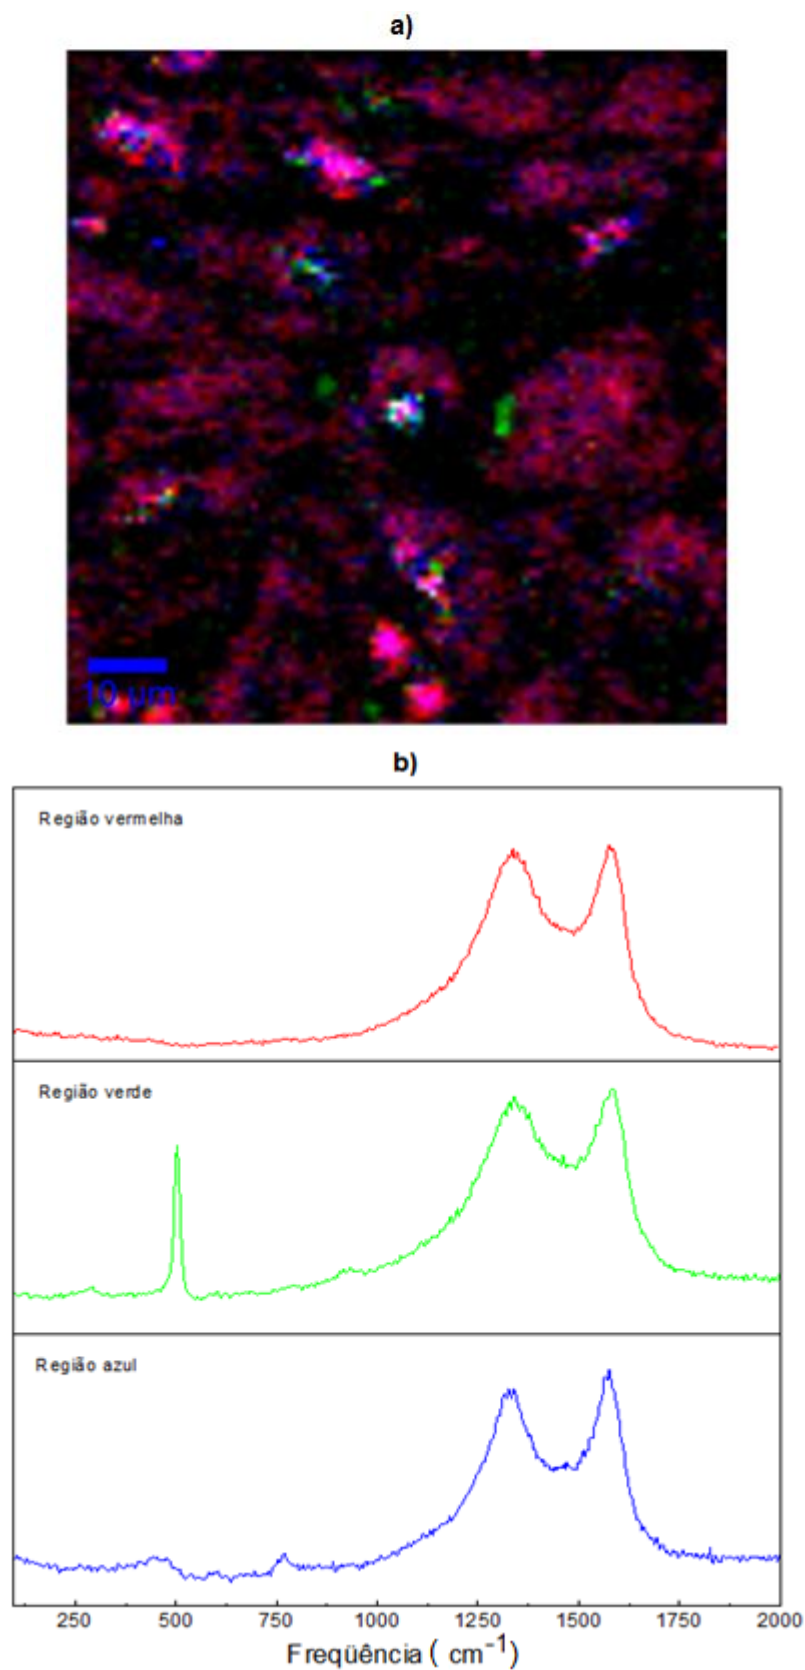 a)
10 µm
b)
Região vermelha
Região verde
Região azul
250 500 750 1000 1250 1500 1750 2000
Freqüência ( cm⁻¹)